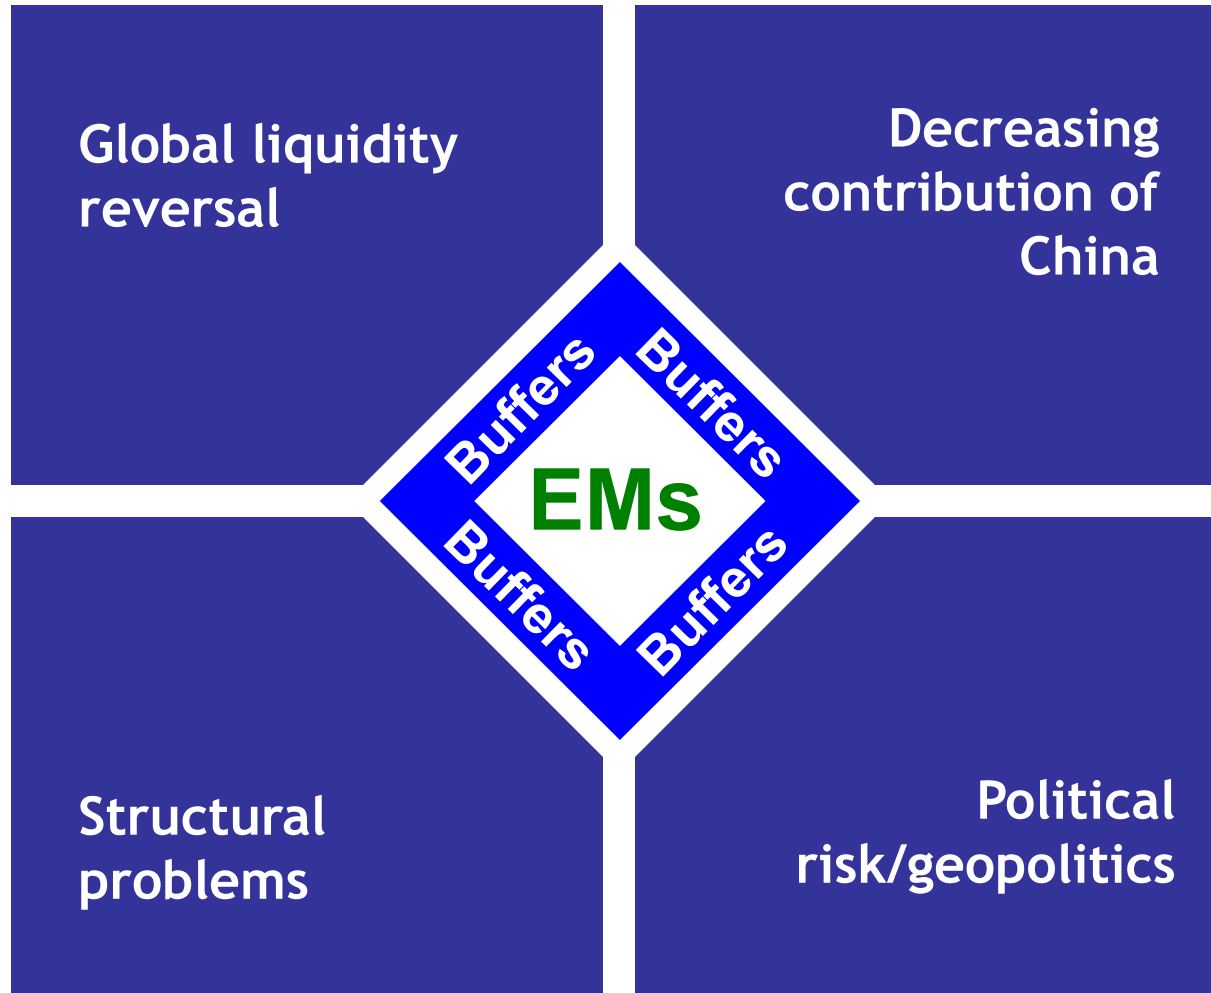 Global liquidity
reversal
Decreasing
contribution of
China
Buffers
Buffers
EMs
Buffers
Buffers
Structural
problems
Political
risk/geopolitics